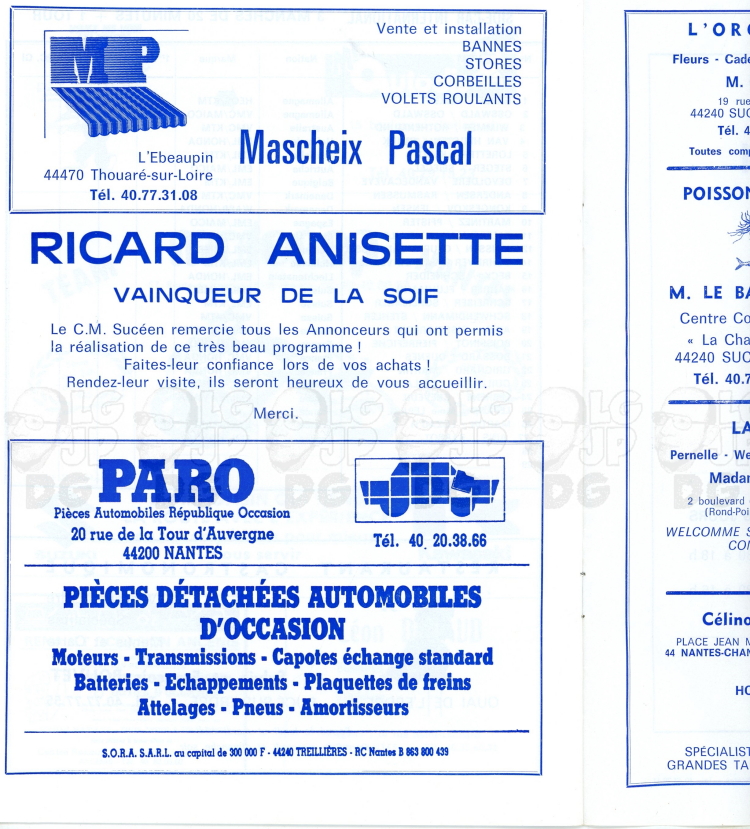 MP
Vente et installation
BANNES
STORES
CORBEILLES
VOLETS ROULANTS
L'Ebeaupin
44470 Thouaré-sur-Loire
Tél. 40.77.31.08
Mascheix Pascal
RICARD ANISETTE
VAINQUEUR DE LA SOIF
Le C.M. Sucéen remercie tous les Annonceurs qui ont permis
la réalisation de ce très beau programme !
Faites-leur confiance lors de vos achats !
Rendez-leur visite, ils seront heureux de vous accueillir.
Merci.
PARO
Pièces Automobiles République Occasion
20 rue de la Tour d'Auvergne
44200 NANTES
Tél. 40.20.38.66
PIÈCES DÉTACHÉES AUTOMOBILES
D'OCCASION
Moteurs - Transmissions - Capotes échange standard
Batteries - Echappements - Plaquettes de freins
Attelages - Pneus - Amortisseurs
S.O.R.A. S.A.R.L. au capital de 300 000 F - 44240 TREILLIÈRES - RC Nantes B 863 800 439
L'ORC
Fleurs - Cade
M.
19 rue
44240 SUC
Tél. 4
Toutes comp
POISSON
M. LE BA
Centre Co
« La Cha
44240 SUC
Tél. 40.7
LA
Pernelle - We
Madam
2 boulevard
(Rond-Poi
WELCOMME S
CON
Célino
PLACE JEAN M
44 NANTES-CHAN
HO
SPÉCIALIST
GRANDES TA
LG
JP
DG